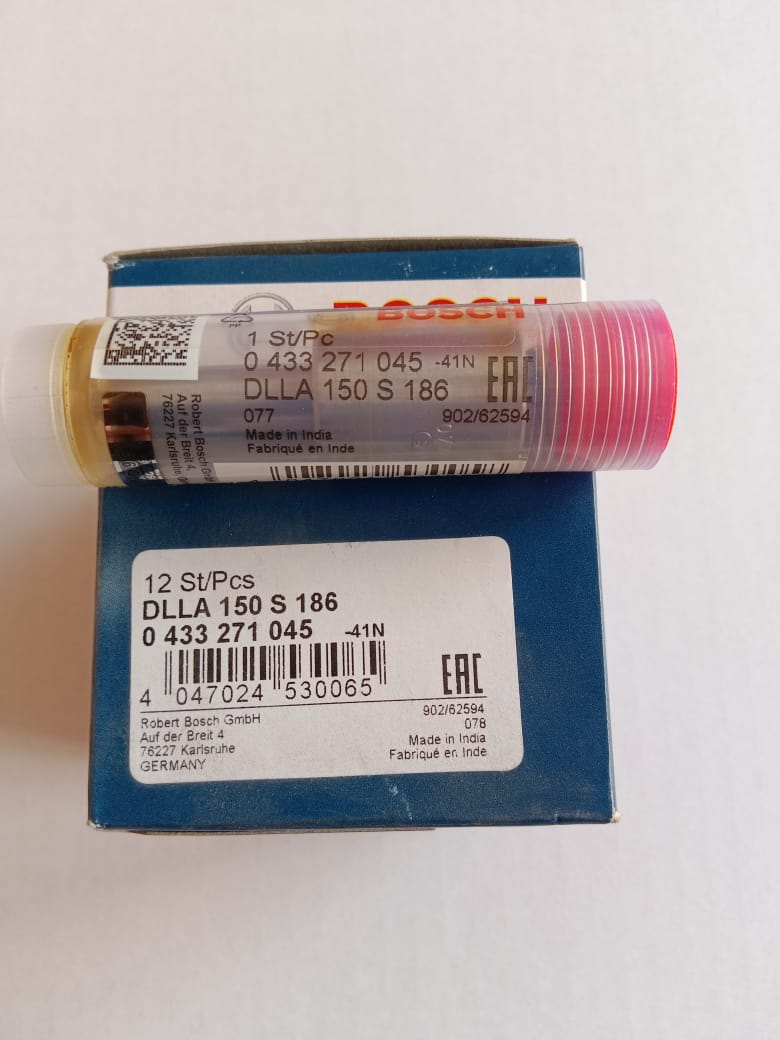 BOSCH
1 St/Pc
0 433 271 045 -41N
DLLA 150 S 186
EAC
077 902/62594
Made in India
Fabriqué en Inde
PP
Robert Bosch
Auf der Breit 4,
76227 Karlsruhe
12 St/Pcs
DLLA 150 S 186
0 433 271 045 -41N
4 047024 530065
EAC
Robert Bosch GmbH
Auf der Breit 4
76227 Karlsruhe
GERMANY
902/62594
078
Made in India
Fabriqué en Inde